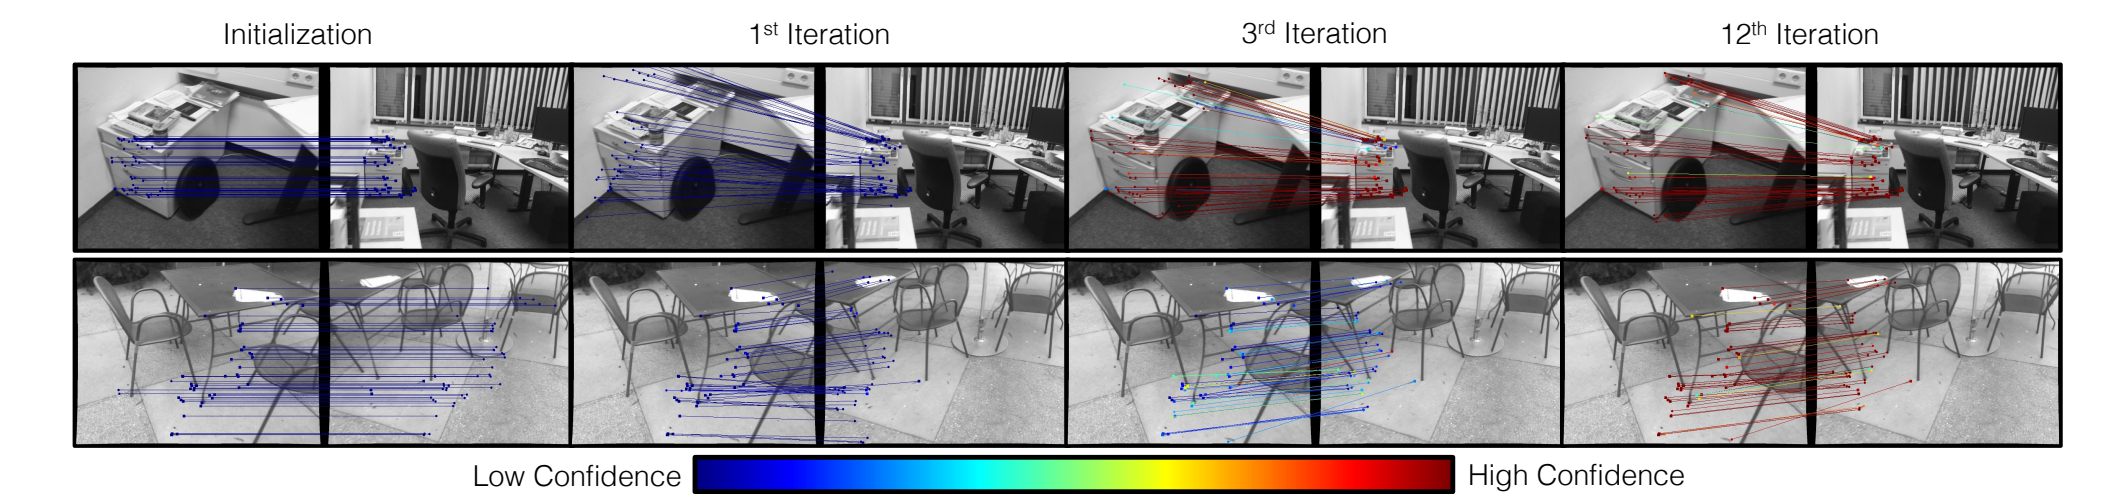 Initialization
1st Iteration
3rd Iteration
12th Iteration
Low Confidence
High Confidence